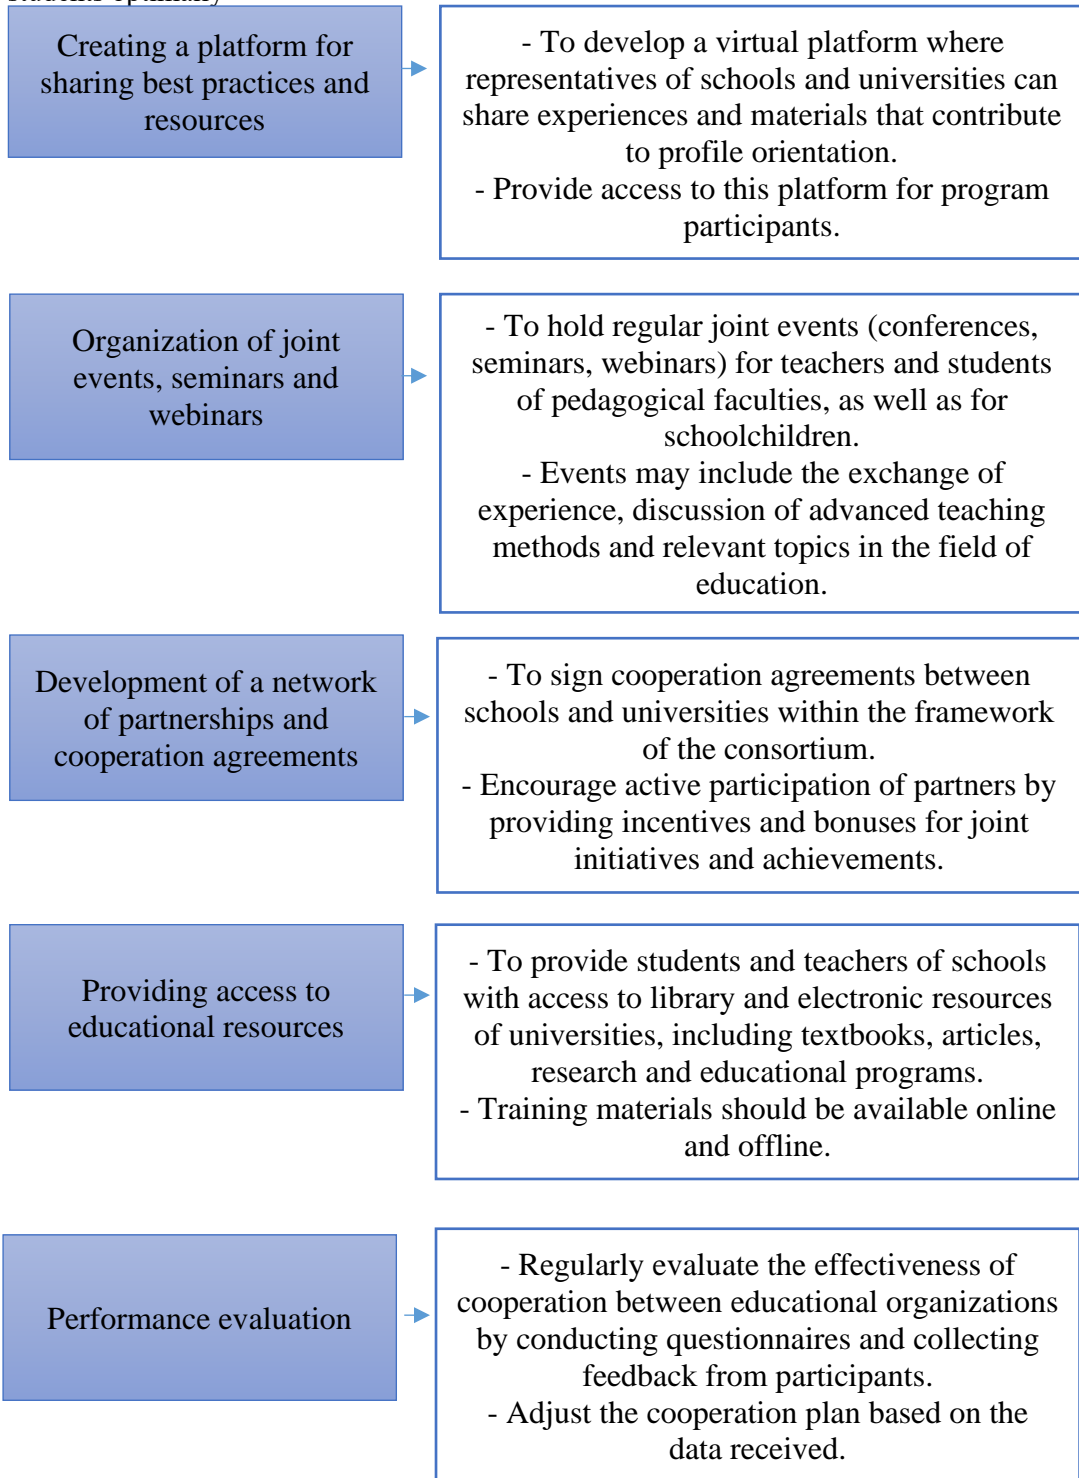 students optimally
Creating a platform for
sharing best practices and
resources
- To develop a virtual platform where
representatives of schools and universities can
share experiences and materials that contribute
to profile orientation.
- Provide access to this platform for program
participants.
Organization of joint
events, seminars and
webinars
- To hold regular joint events (conferences,
seminars, webinars) for teachers and students
of pedagogical faculties, as well as for
schoolchildren.
- Events may include the exchange of
experience, discussion of advanced teaching
methods and relevant topics in the field of
education.
Development of a network
of partnerships and
cooperation agreements
- To sign cooperation agreements between
schools and universities within the framework
of the consortium.
- Encourage active participation of partners by
providing incentives and bonuses for joint
initiatives and achievements.
Providing access to
educational resources
- To provide students and teachers of schools
with access to library and electronic resources
of universities, including textbooks, articles,
research and educational programs.
- Training materials should be available online
and offline.
Performance evaluation
- Regularly evaluate the effectiveness of
cooperation between educational organizations
by conducting questionnaires and collecting
feedback from participants.
- Adjust the cooperation plan based on the
data received.